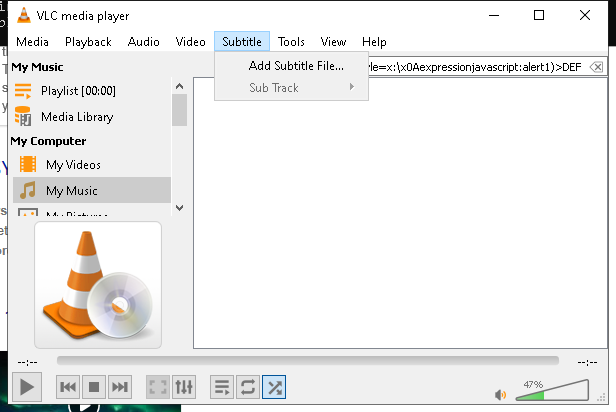 VLC media player
Media Playback Audio Video Subtitle Tools View Help
My Music
Add Subtitle File...
yle=x:\x0Aexpressionjavascript:alert1)>DEF
Playlist [00:00]
Sub Track
Media Library
My Computer
My Videos
My Music
My Pictures
--:--
--:--
47%